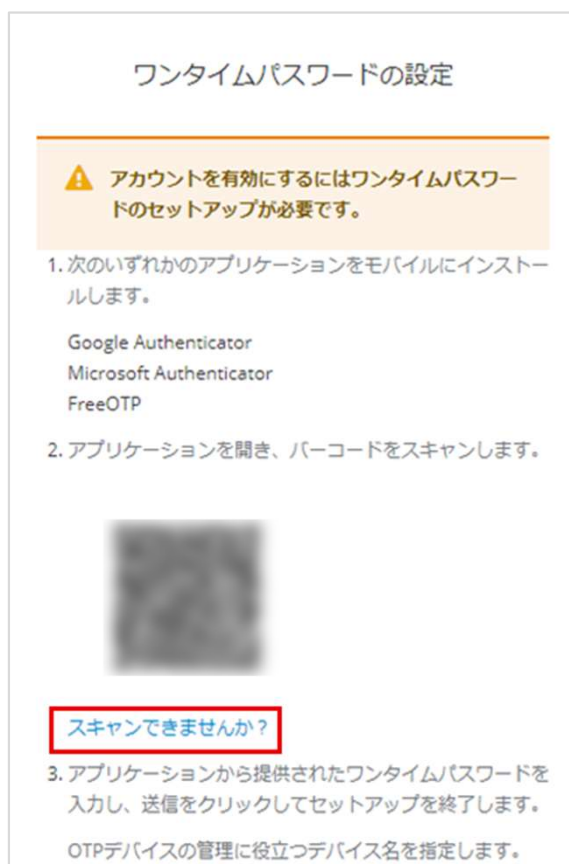 ワンタイムパスワードの設定
アカウントを有効にするにはワンタイムパスワー
ドのセットアップが必要です。
1. 次のいずれかのアプリケーションをモバイルにインストー
ルします。
Google Authenticator
Microsoft Authenticator
FreeOTP
2. アプリケーションを開き、バーコードをスキャンします。
スキャンできませんか？
3. アプリケーションから提供されたワンタイムパスワードを
入力し、送信をクリックしてセットアップを終了します。
OTPデバイスの管理に役立つデバイス名を指定します。